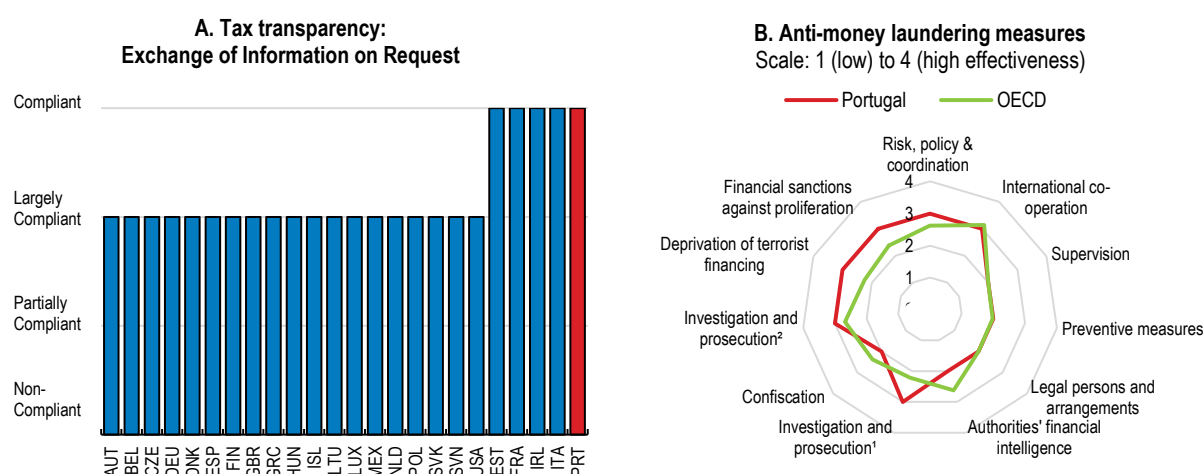 A. Tax transparency:
Exchange of Information on Request
Compliant
Largely
Compliant
Partially
Compliant
Non-
Compliant
AUT
BEL
CZE
DEU
DNK
ESP
FIN
GBR
GRC
HUN
ISL
LTU
LUX
MEX
NLD
POL
SVK
SVN
USA
EST
FRA
IRL
ITA
PRT
B. Anti-money laundering measures
Scale: 1 (low) to 4 (high effectiveness)
Portugal
OECD
Risk, policy &
coordination
International co-
operation
Supervision
Preventive measures
Legal persons and
arrangements
Authorities' financial
intelligence
Investigation and
prosecution¹
Confiscation
Investigation and
prosecution²
Deprivation of terrorist
financing
Financial sanctions
against proliferation
4
3
2
1